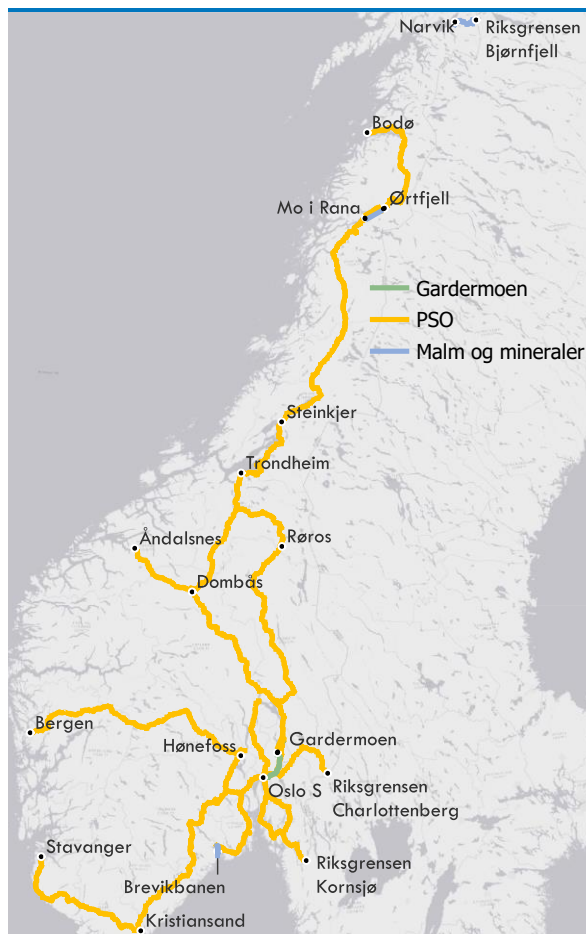 Narvik
Riksgrensen
Bjørnfjell
Bodø
Mo i Rana
Ørtfjell
Gardermoen
PSO
Malm og mineraler
Steinkjer
Trondheim
Åndalsnes
Røros
Dombås
Bergen
Hønefoss
Gardermoen
Oslo S
Riksgrensen
Charlottenberg
Stavanger
Brevikbanen
Riksgrensen
Kornsjø
Kristiansand